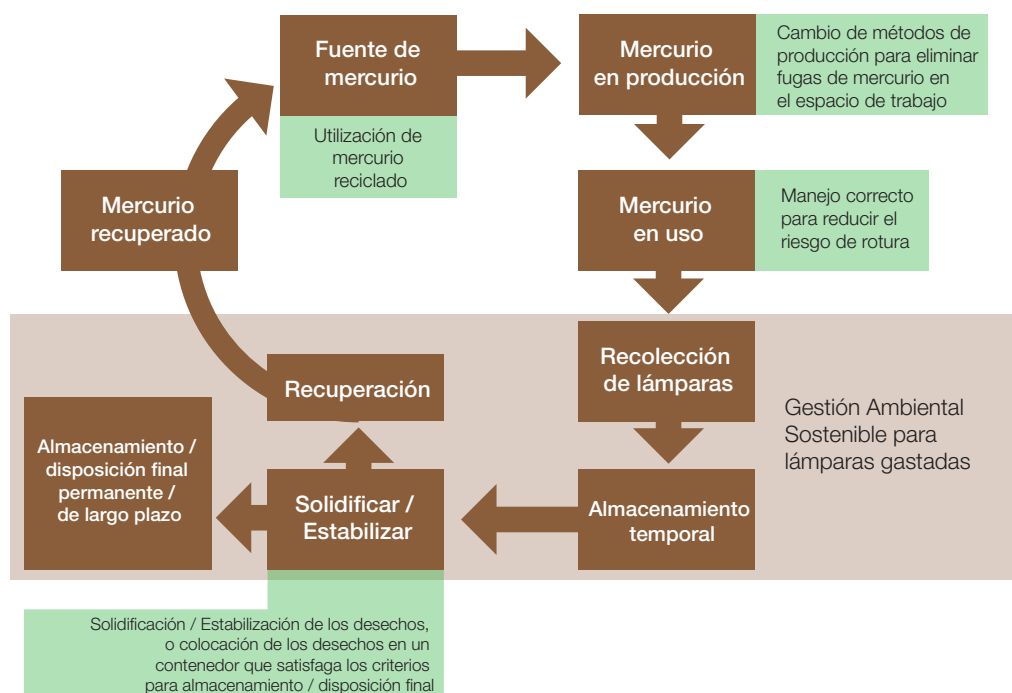 Fuente de
mercurio
Utilización de
mercurio
reciclado
Mercurio
en producción
Cambio de métodos de
producción para eliminar
fugas de mercurio en
el espacio de trabajo
Mercurio
recuperado
Mercurio
en uso
Manejo correcto
para reducir el
riesgo de rotura
Recolección
de lámparas
Recuperación
Gestión Ambiental
Sostenible para
lámparas gastadas
Almacenamiento /
disposición final
permanente /
de largo plazo
Solidificar /
Estabilizar
Almacenamiento
temporal
Solidificación / Estabilización de los desechos,
o colocación de los desechos en un
contenedor que satisfaga los criterios
para almacenamiento / disposición final